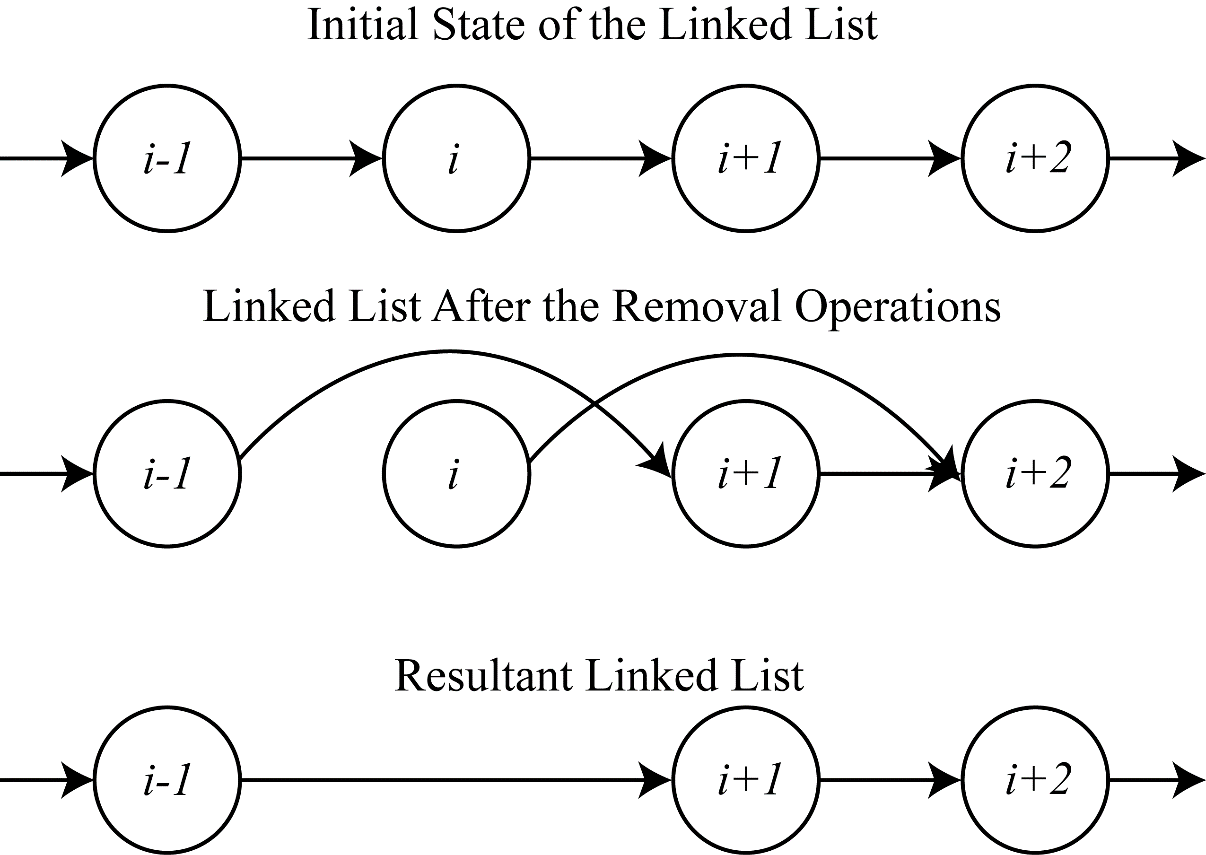 Initial State of the Linked List
i-1 i i+1 i+2
Linked List After the Removal Operations
i-1 i i+1 i+2
Resultant Linked List
i-1 i+1 i+2